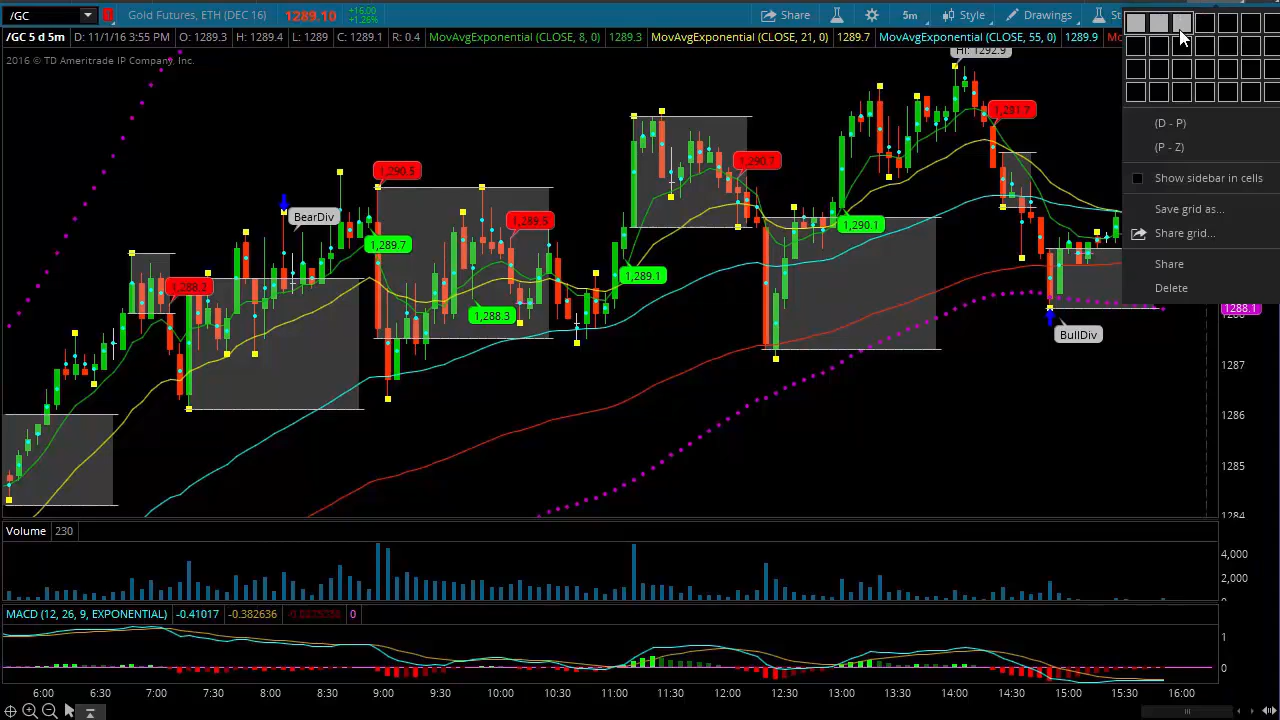 /GC
Gold Futures, ETH (DEC 16)
1289.10
+16.00
+1.26%
Share
5m
Style
Drawings
St
/GC 5 d 5m
D: 11/1/16 3:55 PM
O: 1289.3
H: 1289.4
L: 1289
C: 1289.1
R: 0.4
MovAvgExponential (CLOSE, 8, 0)
1289.3
MovAvgExponential (CLOSE, 21, 0)
1289.7
MovAvgExponential (CLOSE, 55, 0)
1289.9
2016 © TD Ameritrade IP Company, Inc.
Hi: 1292.9
1,291.7
1,290.7
1,290.5
1,289.5
BearDiv
1,289.7
1,290.1
1,289.1
1,288.2
1,288.3
BullDiv
(D - P)
(P - Z)
Show sidebar in cells
Save grid as...
Share grid...
Share
Delete
1288.1
1287
1286
1285
1284
Volume
230
4,000
2,000
0
MACD (12, 26, 9, EXPONENTIAL)
-0.41017
-0.382636
0
1
0
6:00
6:30
7:00
7:30
8:00
8:30
9:00
9:30
10:00
10:30
11:00
11:30
12:00
12:30
13:00
13:30
14:00
14:30
15:00
15:30
16:00